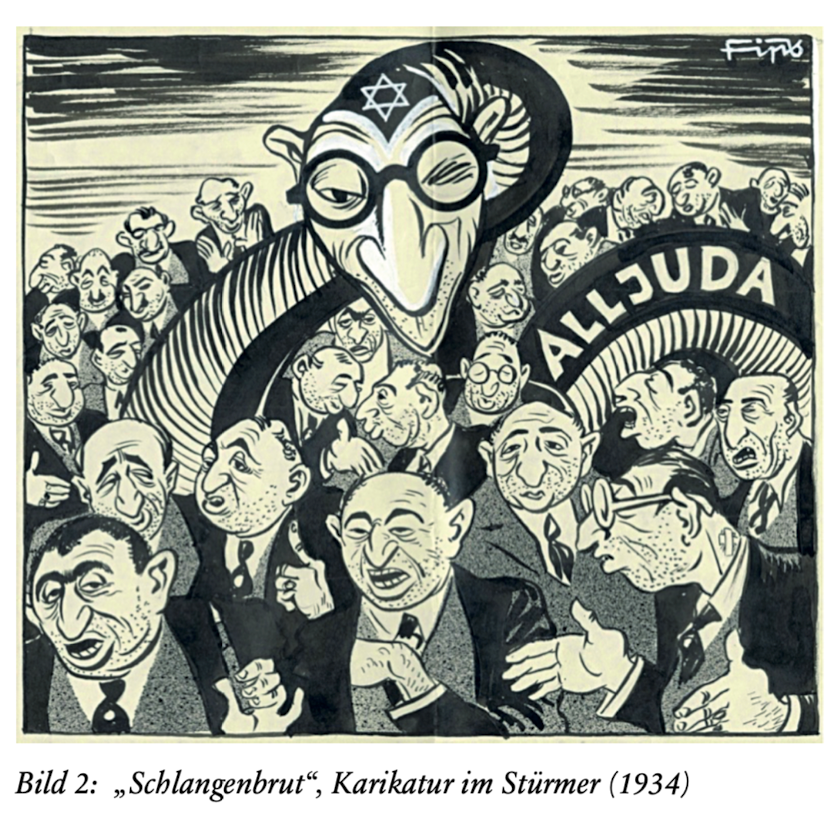 Fips
ALLJUDA
Bild 2: „Schlangenbrut“, Karikatur im Stürmer (1934)